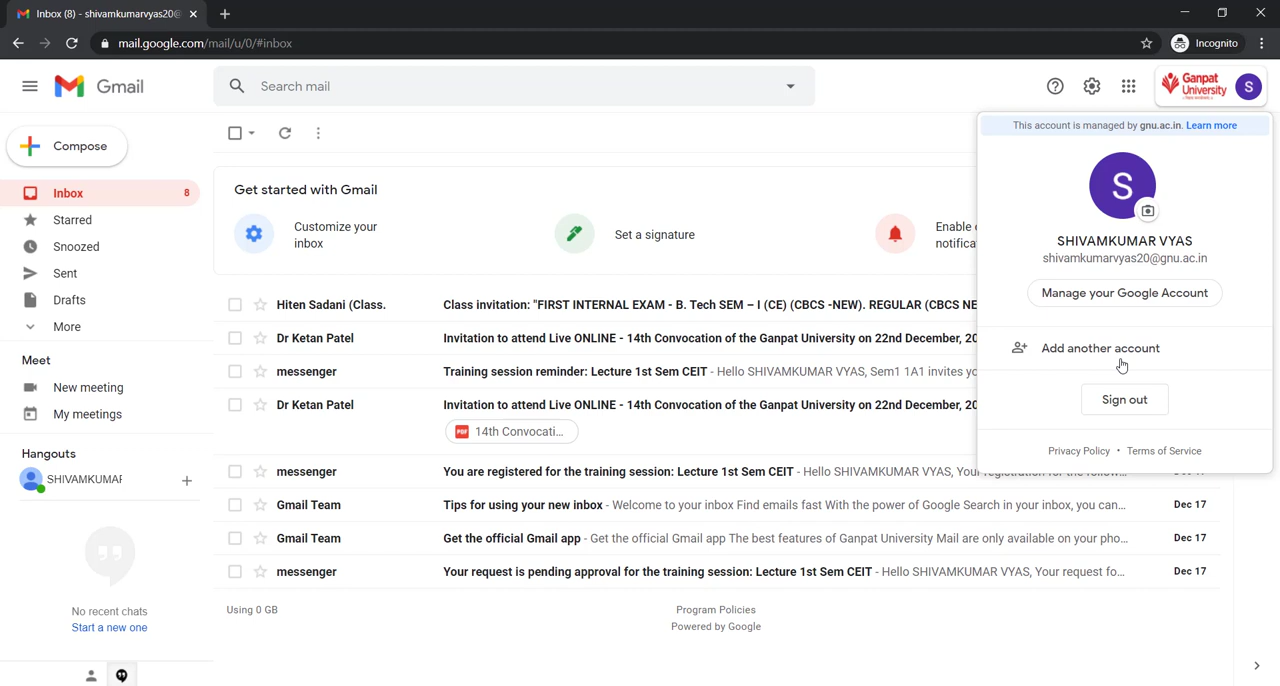 Inbox (8) - shivamkumarvyas20@
mail.google.com/mail/u/0/#inbox
Incognito
Gmail
Search mail
Ganpat
University
S
Compose
Inbox 8
Starred
Snoozed
Sent
Drafts
More
Meet
New meeting
My meetings
Hangouts
SHIVAMKUMAR
No recent chats
Start a new one
Get started with Gmail
Customize your
inbox
Set a signature
Enable
notifica
Hiten Sadani (Class. Class invitation: "FIRST INTERNAL EXAM - B. Tech SEM – I (CE) (CBCS -NEW). REGULAR (CBCS NE
Dr Ketan Patel Invitation to attend Live ONLINE - 14th Convocation of the Ganpat University on 22nd December, 20
messenger Training session reminder: Lecture 1st Sem CEIT - Hello SHIVAMKUMAR VYAS, Sem1 1A1 invites yo
Dr Ketan Patel Invitation to attend Live ONLINE - 14th Convocation of the Ganpat University on 22nd December, 20
PDF 14th Convocati...
messenger You are registered for the training session: Lecture 1st Sem CEIT - Hello SHIVAMKUMAR VYAS, Your registration for the follow...
Gmail Team Tips for using your new inbox - Welcome to your inbox Find emails fast With the power of Google Search in your inbox, you can... Dec 17
Gmail Team Get the official Gmail app - Get the official Gmail app The best features of Ganpat University Mail are only available on your pho... Dec 17
messenger Your request is pending approval for the training session: Lecture 1st Sem CEIT - Hello SHIVAMKUMAR VYAS, Your request fo... Dec 17
Using 0 GB
Program Policies
Powered by Google
This account is managed by gnu.ac.in. Learn more
S
SHIVAMKUMAR VYAS
shivamkumarvyas20@gnu.ac.in
Manage your Google Account
Add another account
Sign out
Privacy Policy • Terms of Service